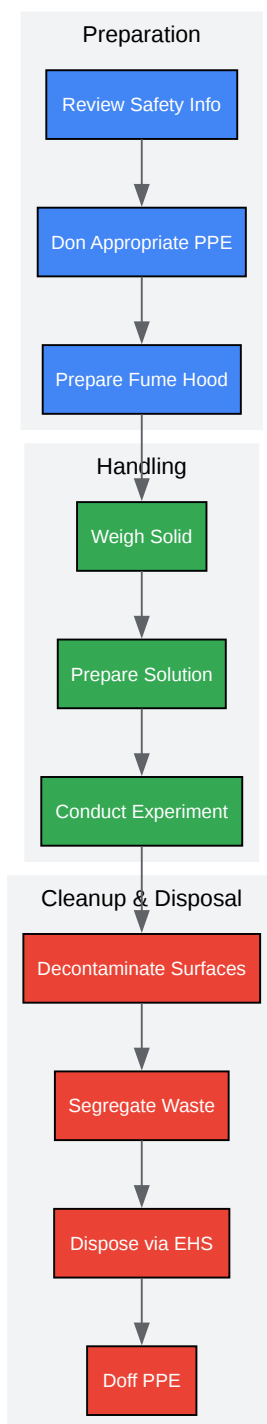 Preparation
Review Safety Info
Don Appropriate PPE
Prepare Fume Hood
Handling
Weigh Solid
Prepare Solution
Conduct Experiment
Cleanup & Disposal
Decontaminate Surfaces
Segregate Waste
Dispose via EHS
Doff PPE